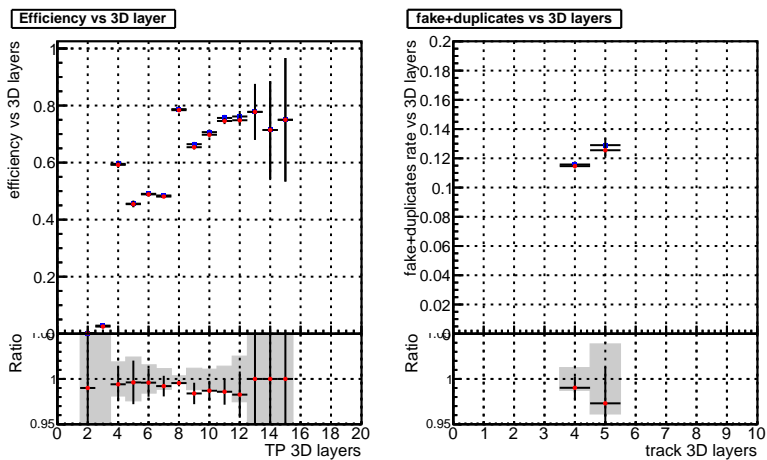 Efficiency vs 3D layer
efficiency vs 3D layers
1
0.8
0.6
0.4
0.2
0
Ratio
1
0.95
0 2 4 6 8 10 12 14 16 18 20
TP 3D layers
fake+duplicates vs 3D layers
fake+duplicates rate vs 3D layers
0.2
0.18
0.16
0.14
0.12
0.1
0.08
0.06
0.04
0.02
0
Ratio
1
0.95
0 1 2 3 4 5 6 7 8 9 10
track 3D layers